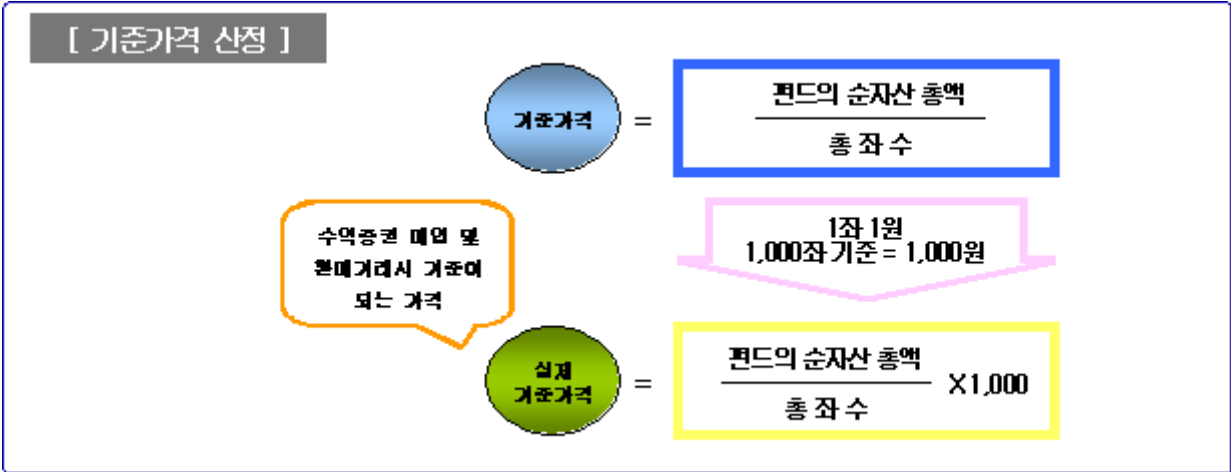 [ 기준가격 산정 ]
기준가격
=
펀드의 순자산 총액
총 좌 수
1좌 1원
1,000좌 기준 = 1,000원
수익증권 매입 및
환매거래시 기준이
되는 가격
실제
기준가격
=
펀드의 순자산 총액
총 좌 수
X1,000